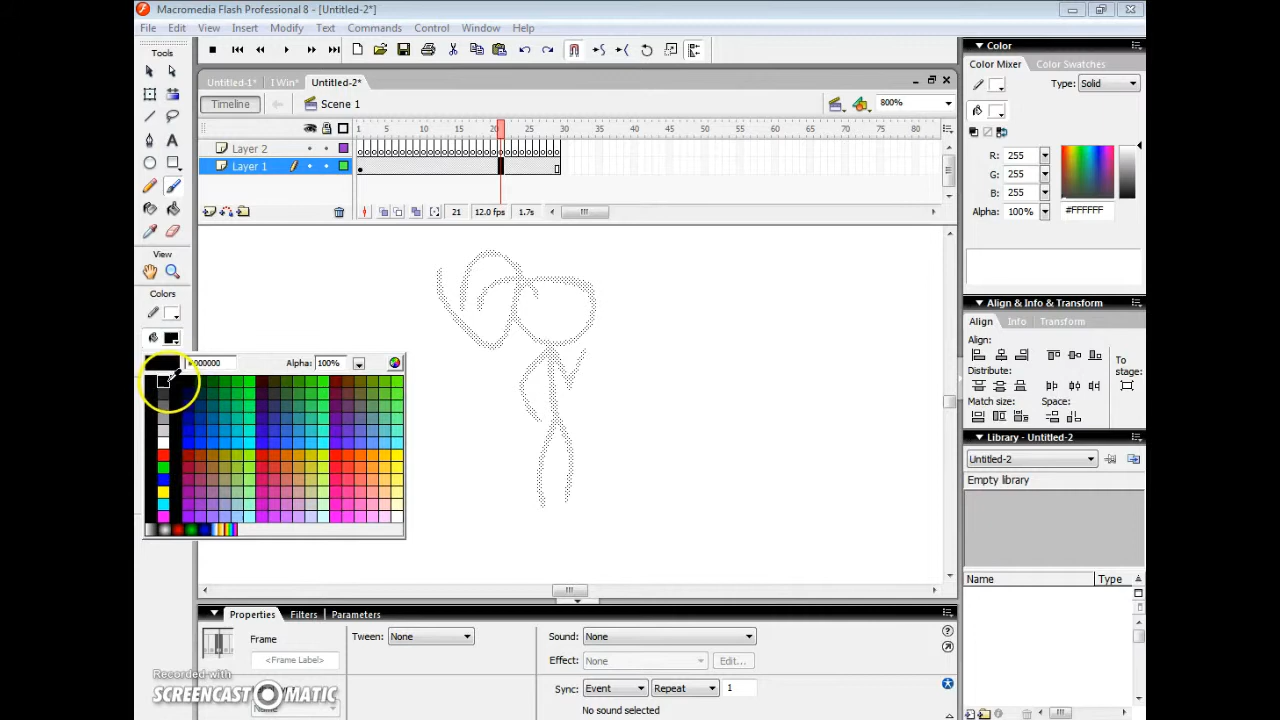 Macromedia Flash Professional 8 - [Untitled-2*]
File Edit View Insert Modify Text Commands Control Window Help
Tools
Untitled-1* I Win* Untitled-2*
Timeline Scene 1 800%
1 5 10 15 20 25 30 35 40 45 50 55 60 65 70 75 80
Layer 2
Layer 1
21 12.0 fps 1.7s
View
Colors
#000000 Alpha: 100%
Color
Color Mixer Color Swatches
Type: Solid
R: 255
G: 255
B: 255
Alpha: 100% #FFFFFF
Align & Info & Transform
Align Info Transform
Align:
Distribute:
To stage:
Match size: Space:
Library - Untitled-2
Untitled-2
Empty library
Name Type
Properties Filters Parameters
Frame Tween: None Sound: None
<Frame Label> Effect: None Edit...
Sync: Event Repeat 1
No sound selected
Recorded with
SCREENCAST-O-MATIC